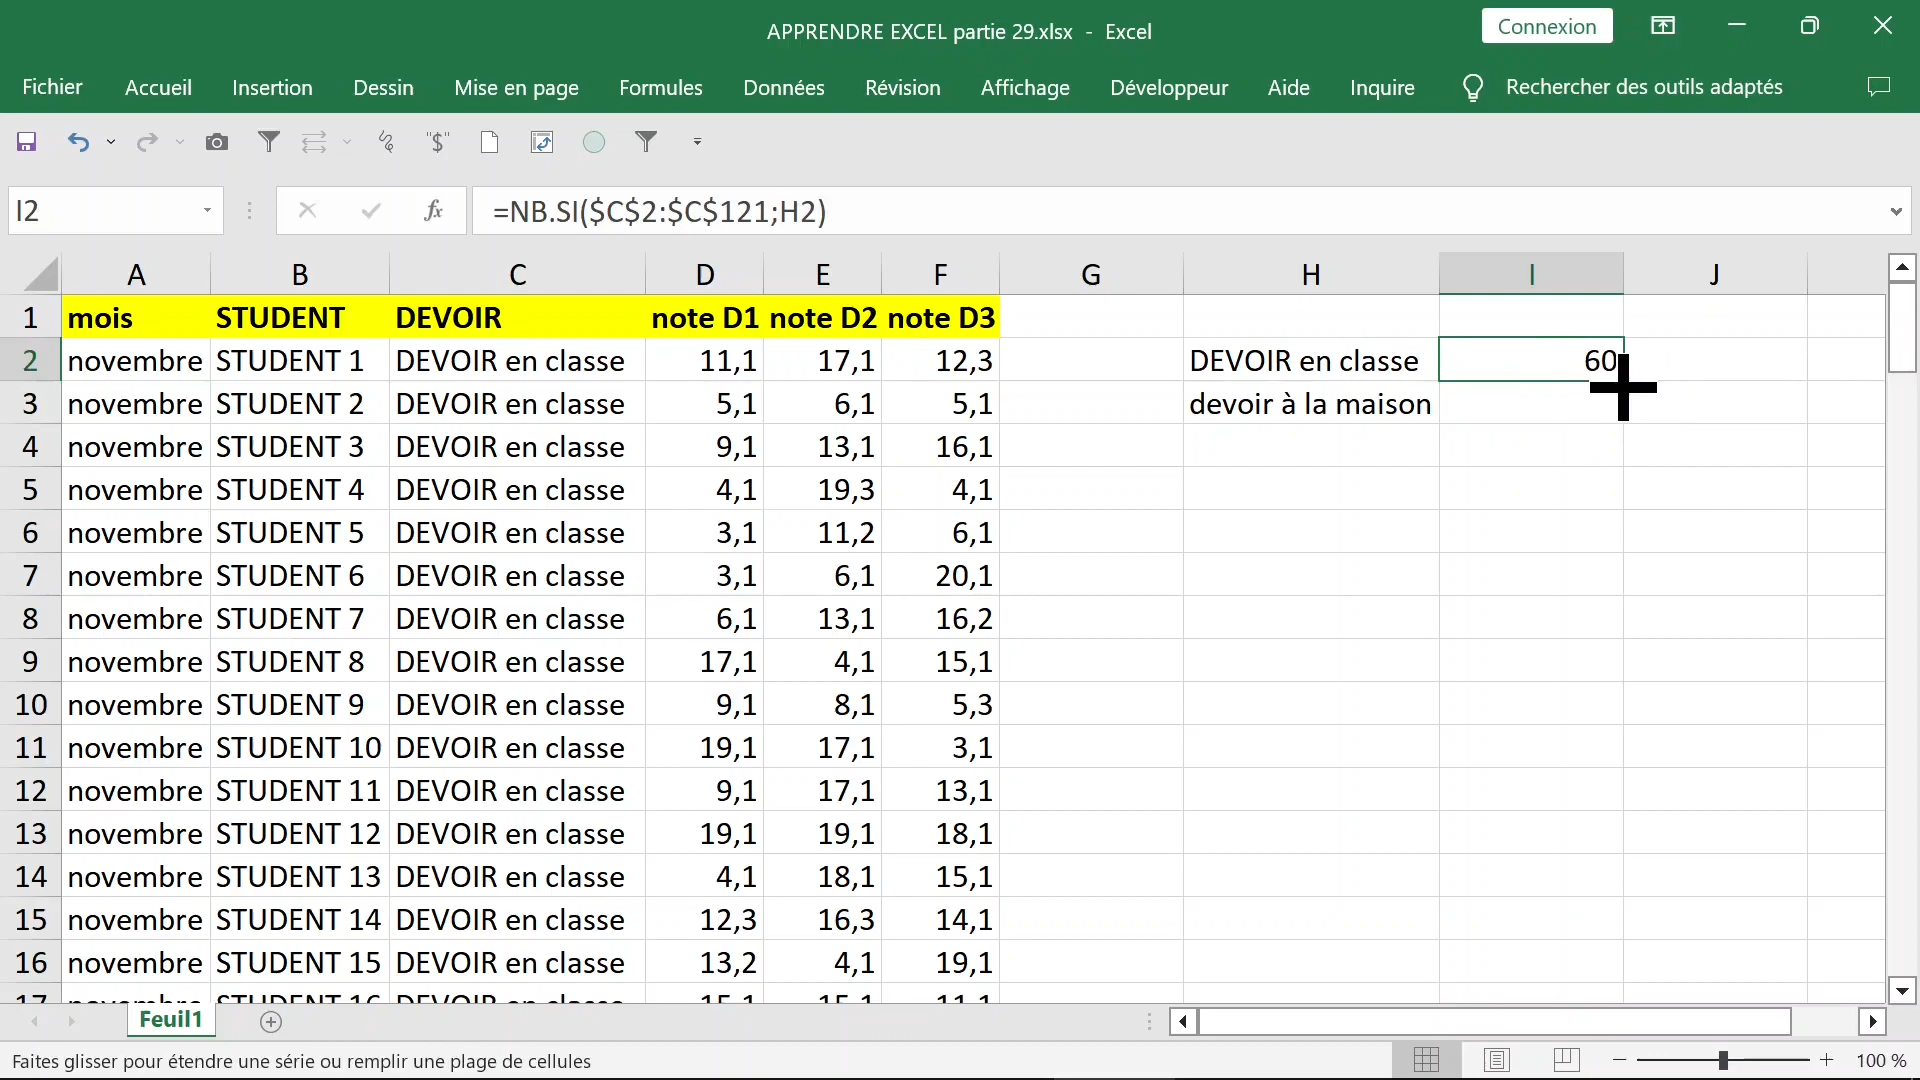 APPRENDRE EXCEL partie 29.xlsx - Excel
Connexion
Fichier Accueil Insertion Dessin Mise en page Formules Données Révision Affichage Développeur Aide Inquire Rechercher des outils adaptés
"$"
I2 fx =NB.SI($C$2:$C$121;H2)
A B C D E F G H I J
1 mois STUDENT DEVOIR note D1 note D2 note D3
2 novembre STUDENT 1 DEVOIR en classe 11,1 17,1 12,3 DEVOIR en classe 60
3 novembre STUDENT 2 DEVOIR en classe 5,1 6,1 5,1 devoir à la maison
4 novembre STUDENT 3 DEVOIR en classe 9,1 13,1 16,1
5 novembre STUDENT 4 DEVOIR en classe 4,1 19,3 4,1
6 novembre STUDENT 5 DEVOIR en classe 3,1 11,2 6,1
7 novembre STUDENT 6 DEVOIR en classe 3,1 6,1 20,1
8 novembre STUDENT 7 DEVOIR en classe 6,1 13,1 16,2
9 novembre STUDENT 8 DEVOIR en classe 17,1 4,1 15,1
10 novembre STUDENT 9 DEVOIR en classe 9,1 8,1 5,3
11 novembre STUDENT 10 DEVOIR en classe 19,1 17,1 3,1
12 novembre STUDENT 11 DEVOIR en classe 9,1 17,1 13,1
13 novembre STUDENT 12 DEVOIR en classe 19,1 19,1 18,1
14 novembre STUDENT 13 DEVOIR en classe 4,1 18,1 15,1
15 novembre STUDENT 14 DEVOIR en classe 12,3 16,3 14,1
16 novembre STUDENT 15 DEVOIR en classe 13,2 4,1 19,1
17 novembre STUDENT 16 DEVOIR en classe 15,1 15,1 11,1
Feuil1
Faites glisser pour étendre une série ou remplir une plage de cellules
100 %